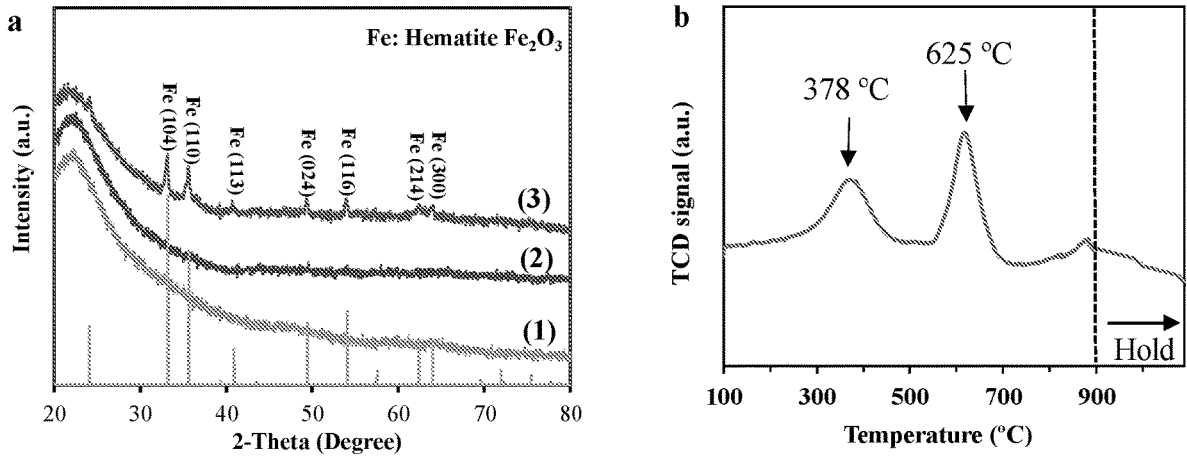 a
Fe: Hematite Fe₂O₃
Fe (104)
Fe (110)
Fe (113)
Fe (024)
Fe (116)
Fe (214)
Fe (300)
(3)
(2)
(1)
Intensity (a.u.)
20 30 40 50 60 70 80
2-Theta (Degree)
b
625 °C
378 °C
TCD signal (a.u.)
Hold
100 300 500 700 900
Temperature (°C)